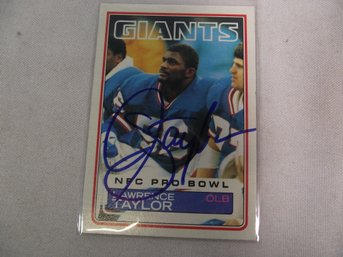 GIANTS
NFC PRO BOWL
LAWRENCE
TAYLOR
OLB